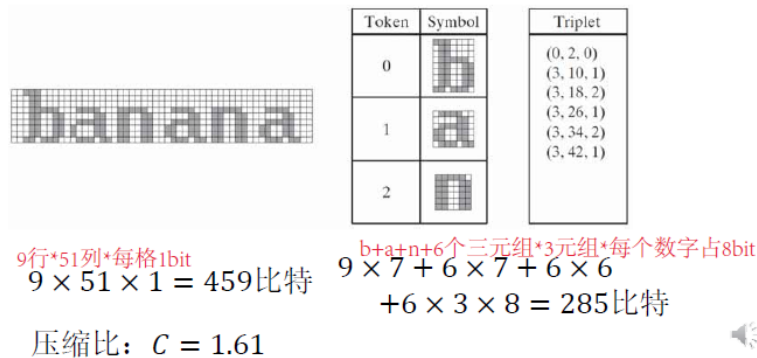 banana
Token Symbol
0 b
1 a
2 n
Triplet
(0, 2, 0)
(3, 10, 1)
(3, 18, 2)
(3, 26, 1)
(3, 34, 2)
(3, 42, 1)
9行*51列*每格1bit
9 × 51 × 1 = 459比特
压缩比：C = 1.61
b+a+n+6个三元组*3元组*每个数字占8bit
9 × 7 + 6 × 7 + 6 × 6
+6 × 3 × 8 = 285比特